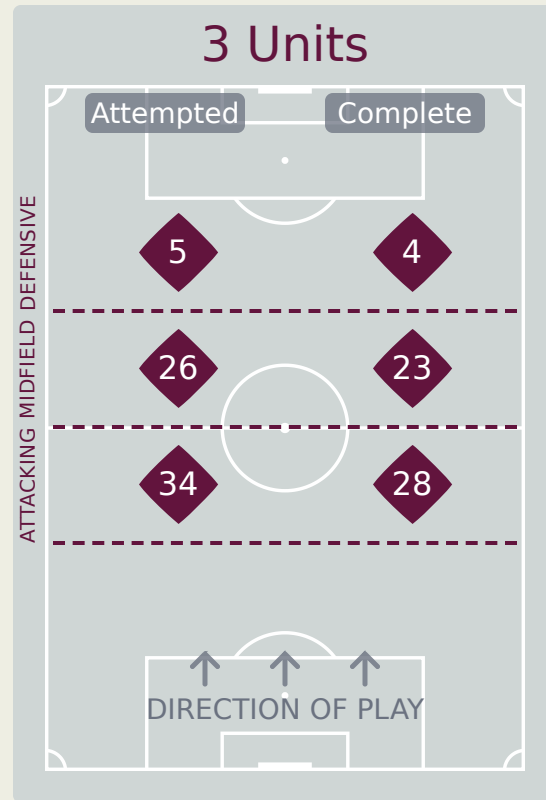 3 Units
Attempted Complete
ATTACKING MIDFIELD DEFENSIVE
5 4
26 23
34 28
DIRECTION OF PLAY